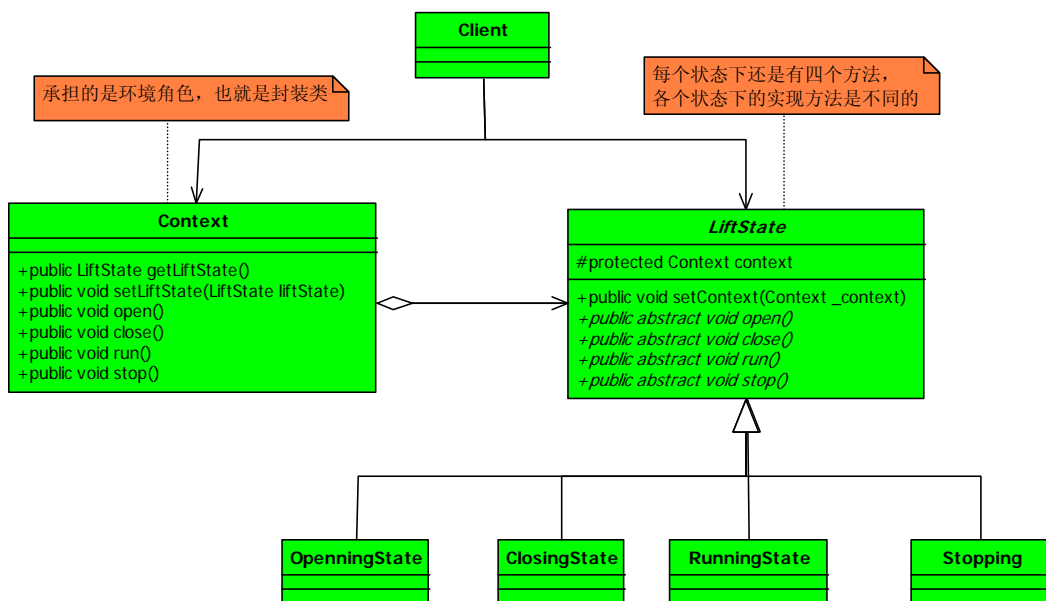 Client
承担的是环境角色，也就是封装类
每个状态下还是有四个方法，
各个状态下的实现方法是不同的
Context
+public LiftState getLiftState()
+public void setLiftState(LiftState liftState)
+public void open()
+public void close()
+public void run()
+public void stop()
LiftState
#protected Context context
+public void setContext(Context _context)
+public abstract void open()
+public abstract void close()
+public abstract void run()
+public abstract void stop()
OpenningState
ClosingState
RunningState
Stopping